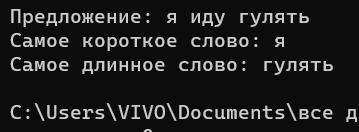 Предложение: я иду гулять
Самое короткое слово: я
Самое длинное слово: гулять
C:\Users\VIVO\Documents\все д